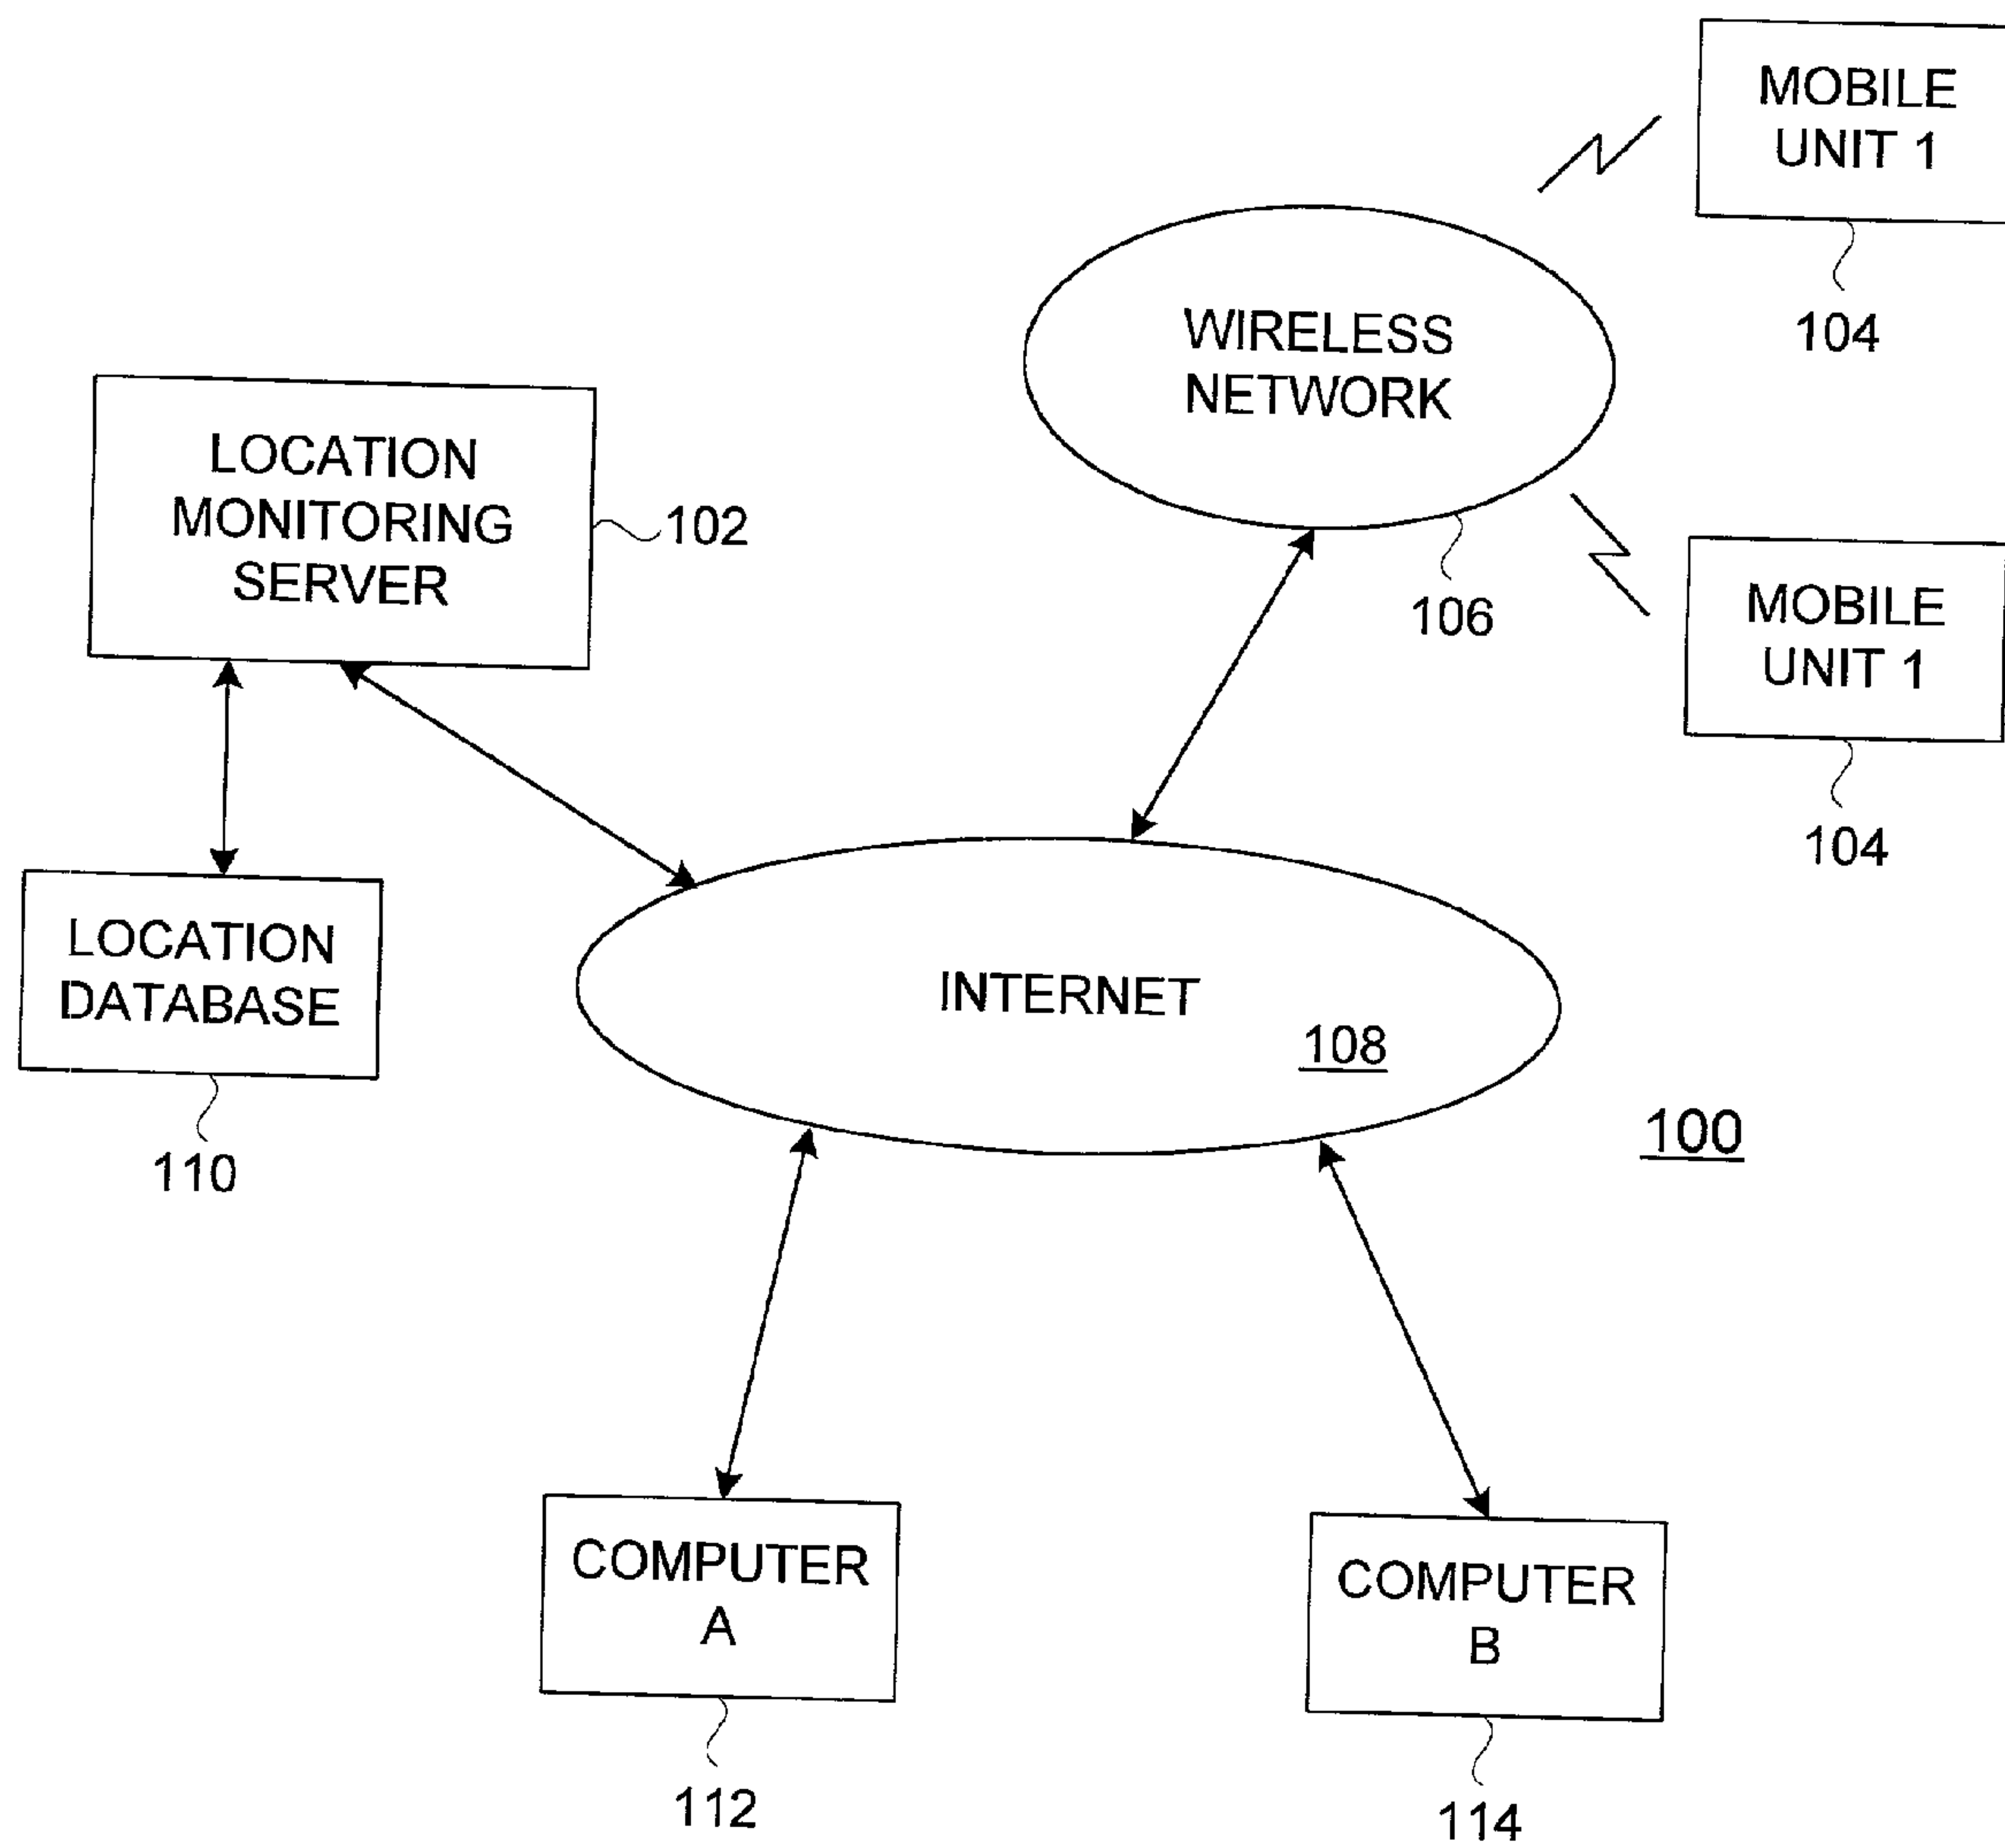 MOBILE
UNIT 1
104
WIRELESS
NETWORK
106
LOCATION
MONITORING
SERVER
102
MOBILE
UNIT 1
104
LOCATION
DATABASE
110
INTERNET
108
100
COMPUTER
A
112
COMPUTER
B
114